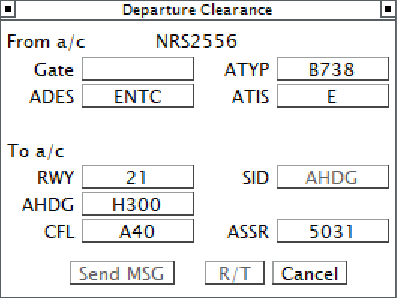 Departure Clearance
From a/c NRS2556
Gate ATYP B738
ADES ENTC ATIS E
To a/c
RWY 21 SID AHDG
AHDG H300
CFL A40 ASSR 5031
Send MSG R/T Cancel